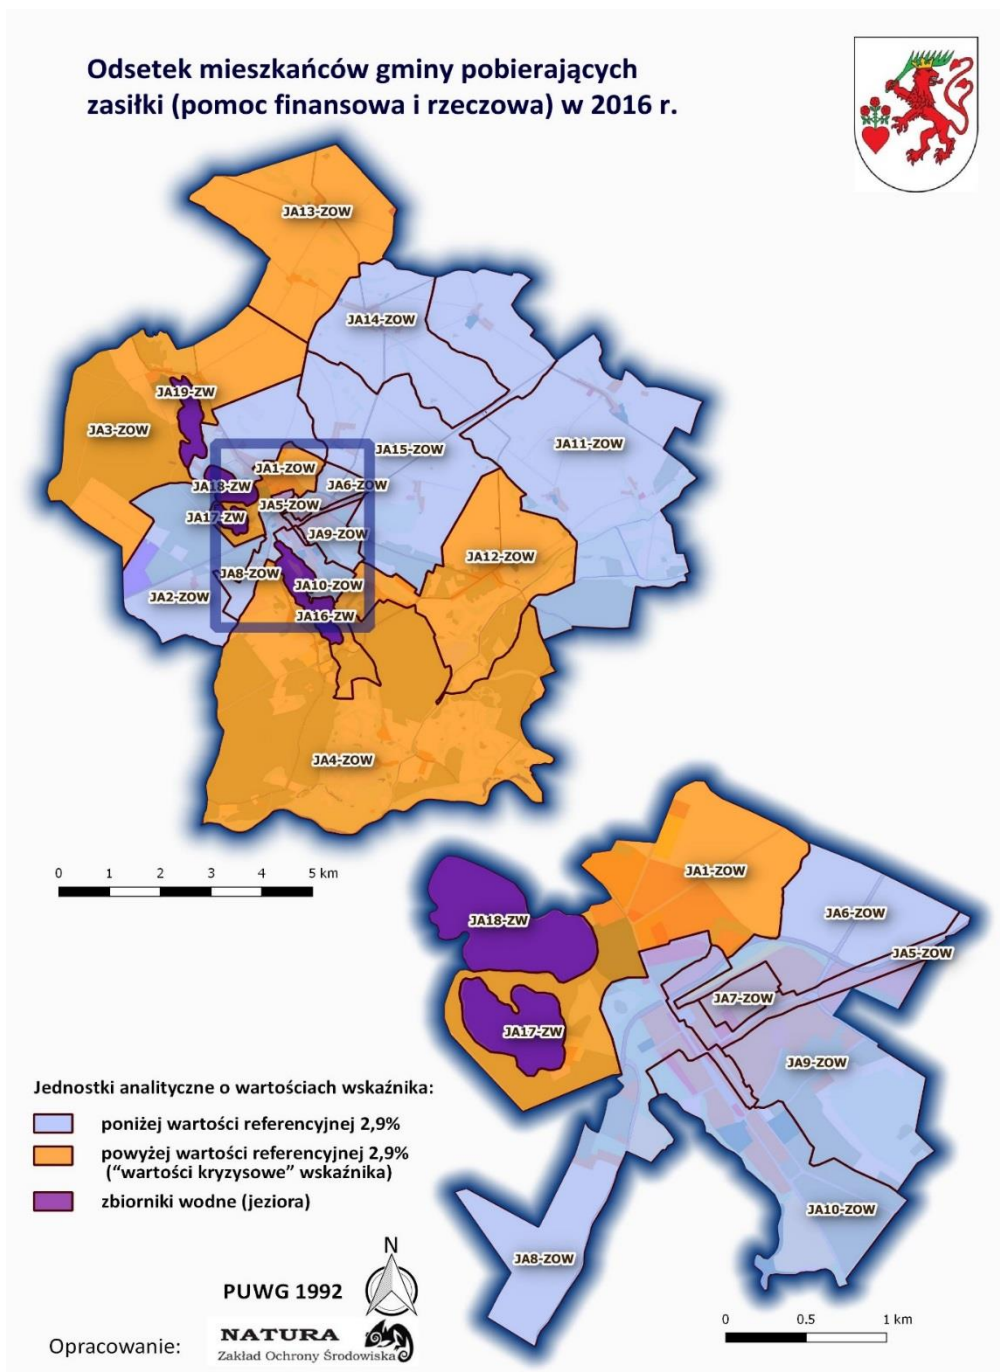 Odsetek mieszkańców gminy pobierających
zasiłki (pomoc finansowa i rzeczowa) w 2016 r.
JA13-ZOW
JA14-ZOW
JA19-ZW
JA3-ZOW
JA15-ZOW
JA11-ZOW
JA1-ZOW
JA18-ZW
JA6-ZOW
JA5-ZOW
JA17-ZW
JA9-ZOW
JA12-ZOW
JA8-ZOW
JA10-ZOW
JA2-ZOW
JA16-ZW
JA4-ZOW
0 1 2 3 4 5 km
JA1-ZOW
JA18-ZW
JA6-ZOW
JA5-ZOW
JA7-ZOW
JA17-ZW
JA9-ZOW
JA10-ZOW
JA8-ZOW
Jednostki analityczne o wartościach wskaźnika:
poniżej wartości referencyjnej 2,9%
powyżej wartości referencyjnej 2,9%
(“wartości kryzysowe” wskaźnika)
zbiorniki wodne (jeziora)
N
PUWG 1992
0 0.5 1 km
Opracowanie:
NATURA
Zakład Ochrony Środowiska